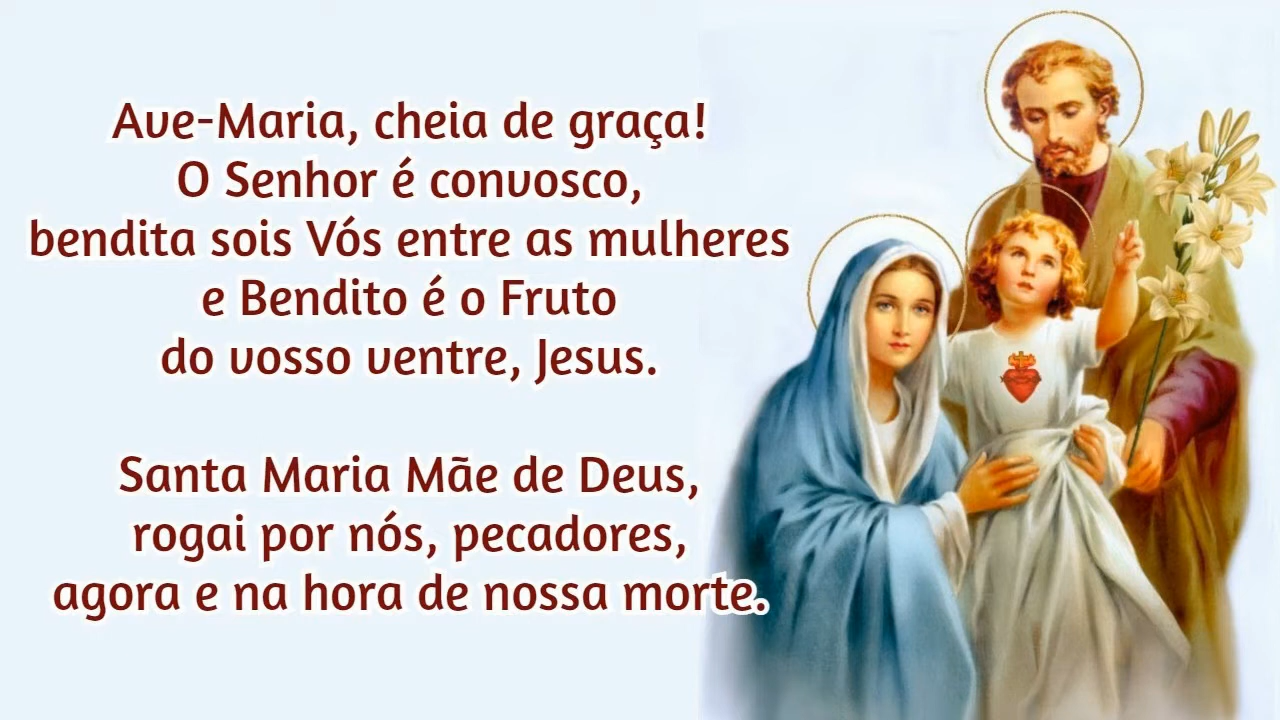 Ave-Maria, cheia de graça!
O Senhor é convosco,
bendita sois Vós entre as mulheres
e Bendito é o Fruto
do vosso ventre, Jesus.
Santa Maria Mãe de Deus,
rogai por nós, pecadores,
agora e na hora de nossa morte.